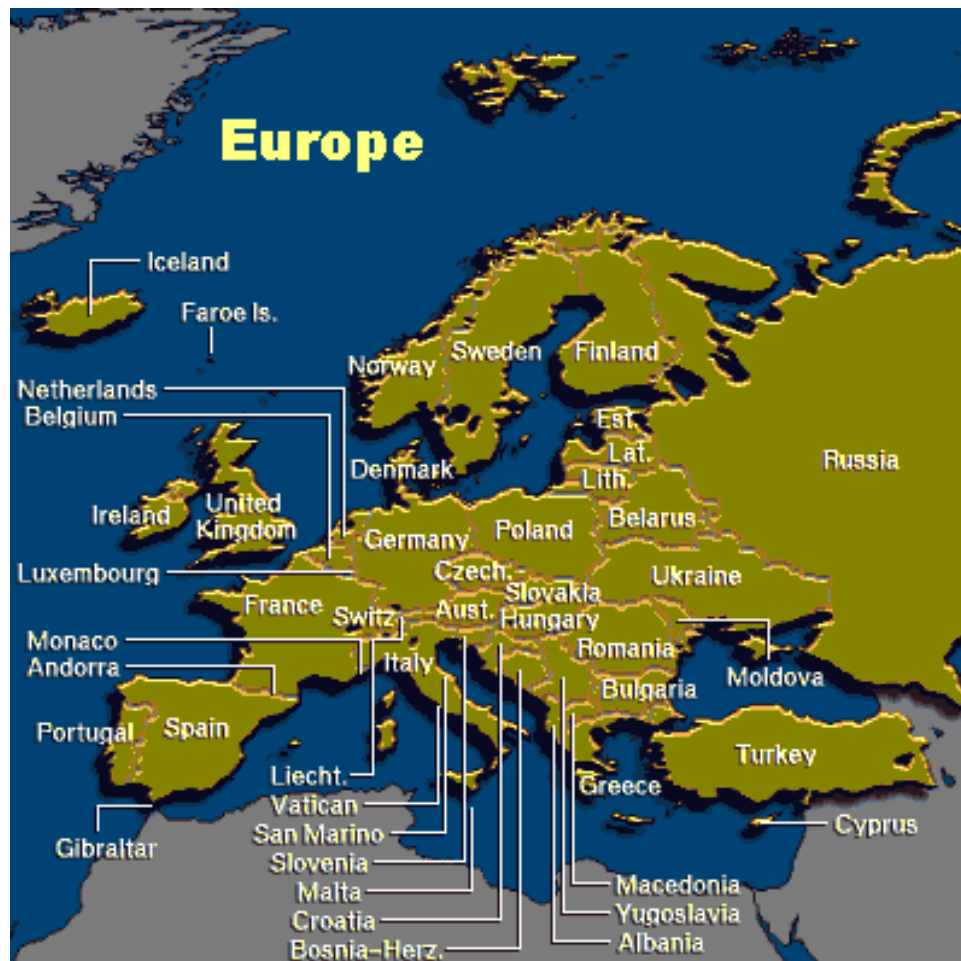 Europe
Iceland
Faroe Is.
Norway
Sweden
Finland
Netherlands
Belgium
Est.
Lat.
Lith.
Russia
Denmark
Ireland
United
Kingdom
Belarus
Germany
Poland
Luxembourg
Czech.
Slovakia
Ukraine
France
Switz.
Aust.
Hungary
Monaco
Andorra
Italy
Romania
Moldova
Bulgaria
Portugal
Spain
Turkey
Liecht.
Greece
Vatican
San Marino
Cyprus
Gibraltar
Slovenia
Malta
Macedonia
Croatia
Yugoslavia
Bosnia-Herz.
Albania